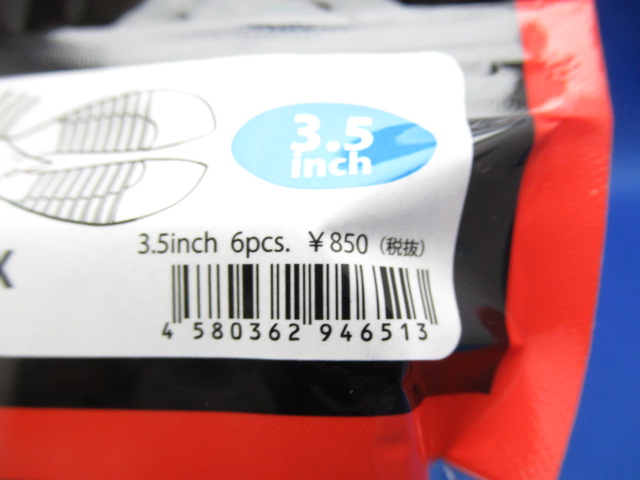 3.5
inch
3.5inch 6pcs. ￥850（税抜）
4 580362 946513